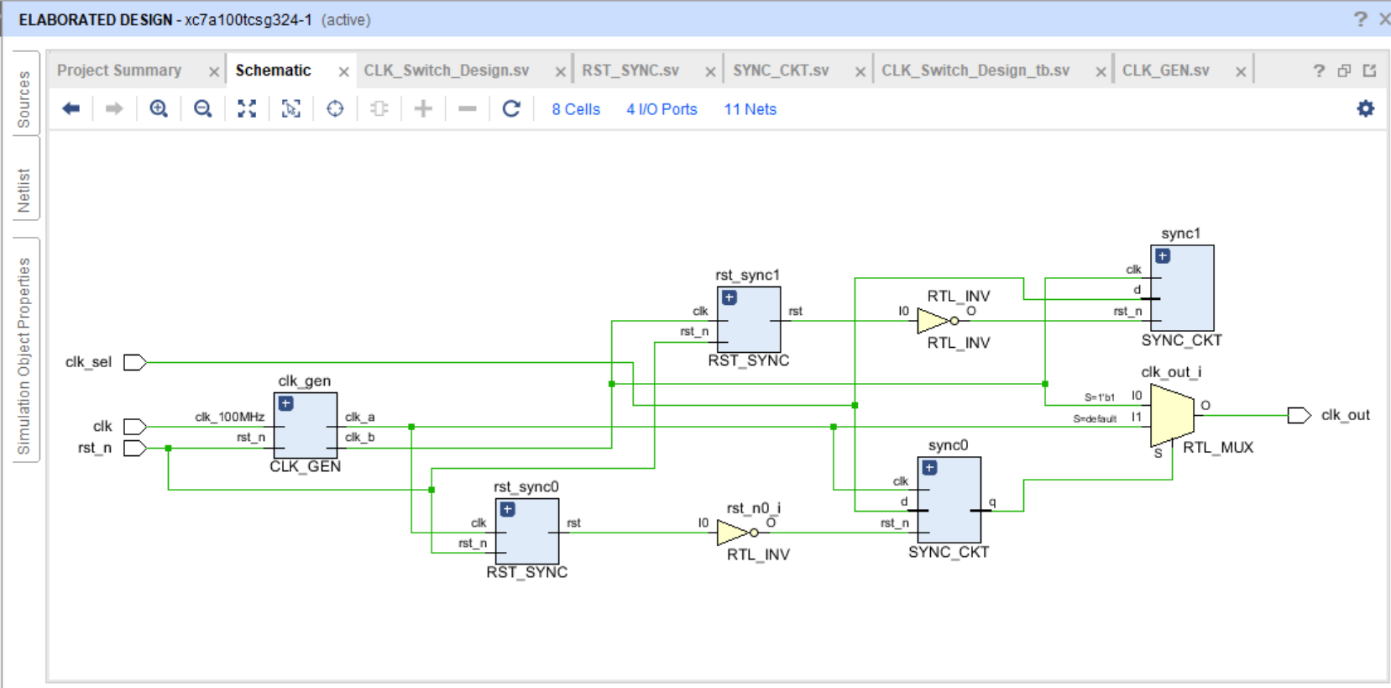 ELABORATED DESIGN - xc7a100tcsg324-1 (active)
?
Sources
Netlist
Simulation Object Properties
Project Summary
Schematic
CLK_Switch_Design.sv
RST_SYNC.sv
SYNC_CKT.sv
CLK_Switch_Design_tb.sv
CLK_GEN.sv
?
8 Cells
4 I/O Ports
11 Nets
sync1
clk
d
rst_n
SYNC_CKT
rst_sync1
clk
rst_n
rst
RST_SYNC
RTL_INV
I0
O
RTL_INV
clk_sel
clk
rst_n
clk_gen
clk_100MHz
rst_n
clk_a
clk_b
CLK_GEN
clk_out_i
S=1'b1
I0
S=default
I1
O
S
RTL_MUX
clk_out
sync0
clk
d
rst_n
q
SYNC_CKT
rst_sync0
clk
rst_n
rst
RST_SYNC
rst_n0_i
I0
O
RTL_INV